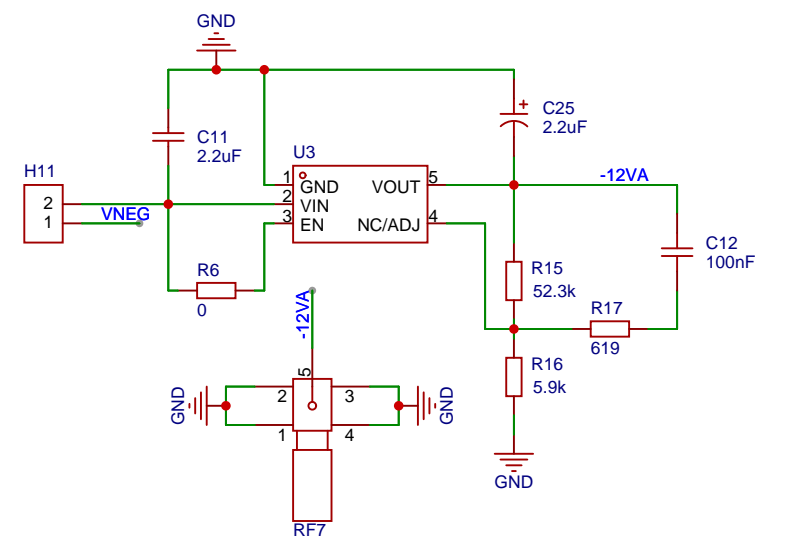 GND
C11
2.2uF
C25
2.2uF
U3
H11
2
1
VNEG
1
2
3
GND
VIN
EN
VOUT
NC/ADJ
5
4
-12VA
C12
100nF
R6
0
R15
52.3k
R17
619
R16
5.9k
GND
-12VA
5
2
3
1
4
GND
GND
RF7